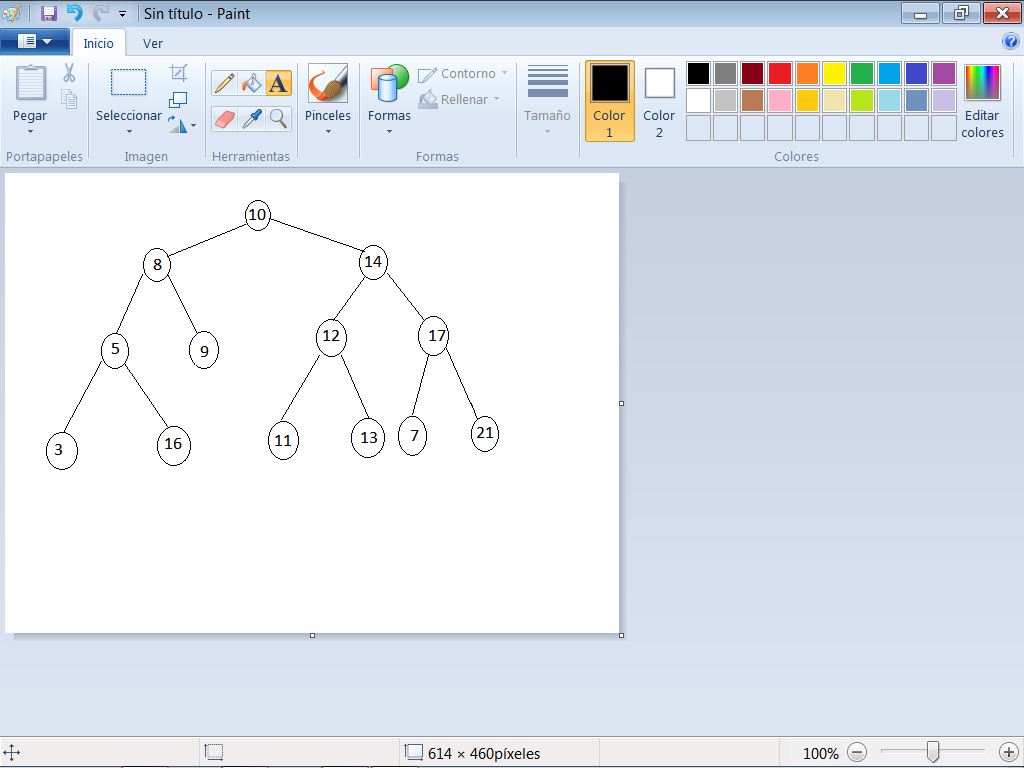 Sin título - Paint
Inicio Ver
Pegar
Portapapeles
Seleccionar
Imagen
A
Herramientas
Pinceles
Formas
Contorno
Rellenar
Formas
Tamaño
Color
1
Color
2
Editar
colores
Colores
10
8
14
5
9
12
17
3
16
11
13
7
21
614 × 460píxeles
100%